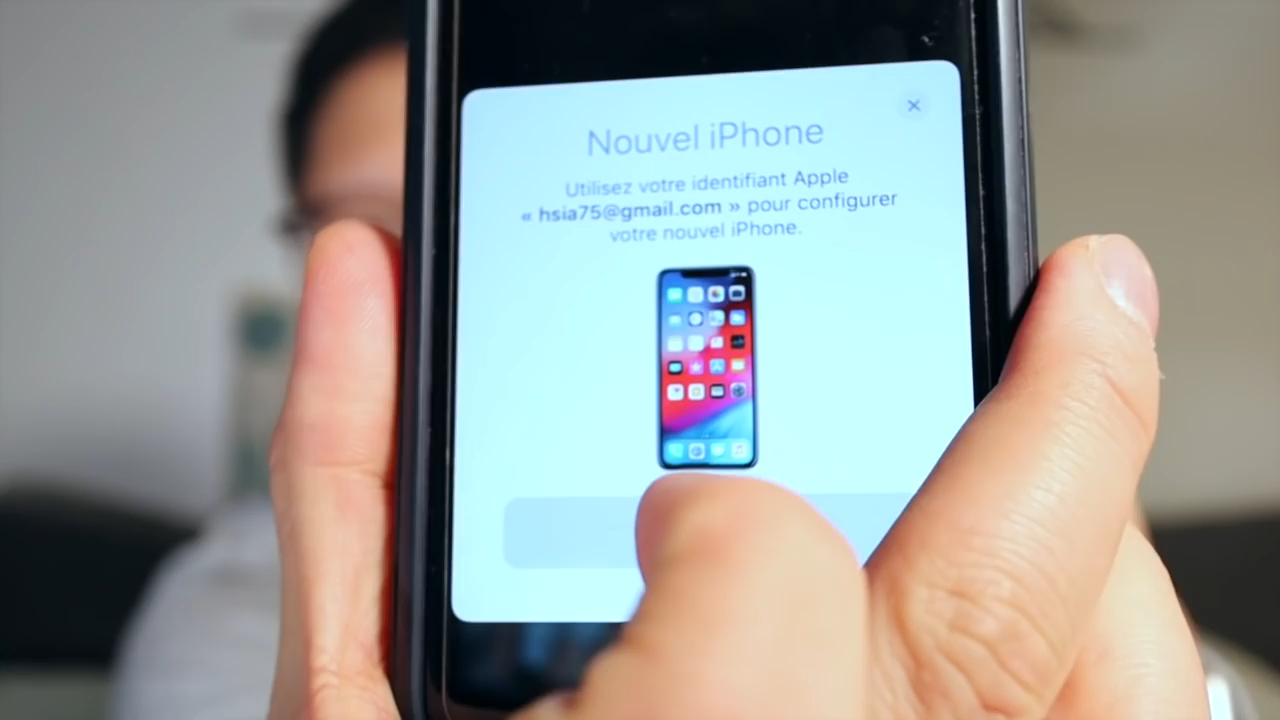 Nouvel iPhone
Utilisez votre identifiant Apple
« hsia75@gmail.com » pour configurer
votre nouvel iPhone.